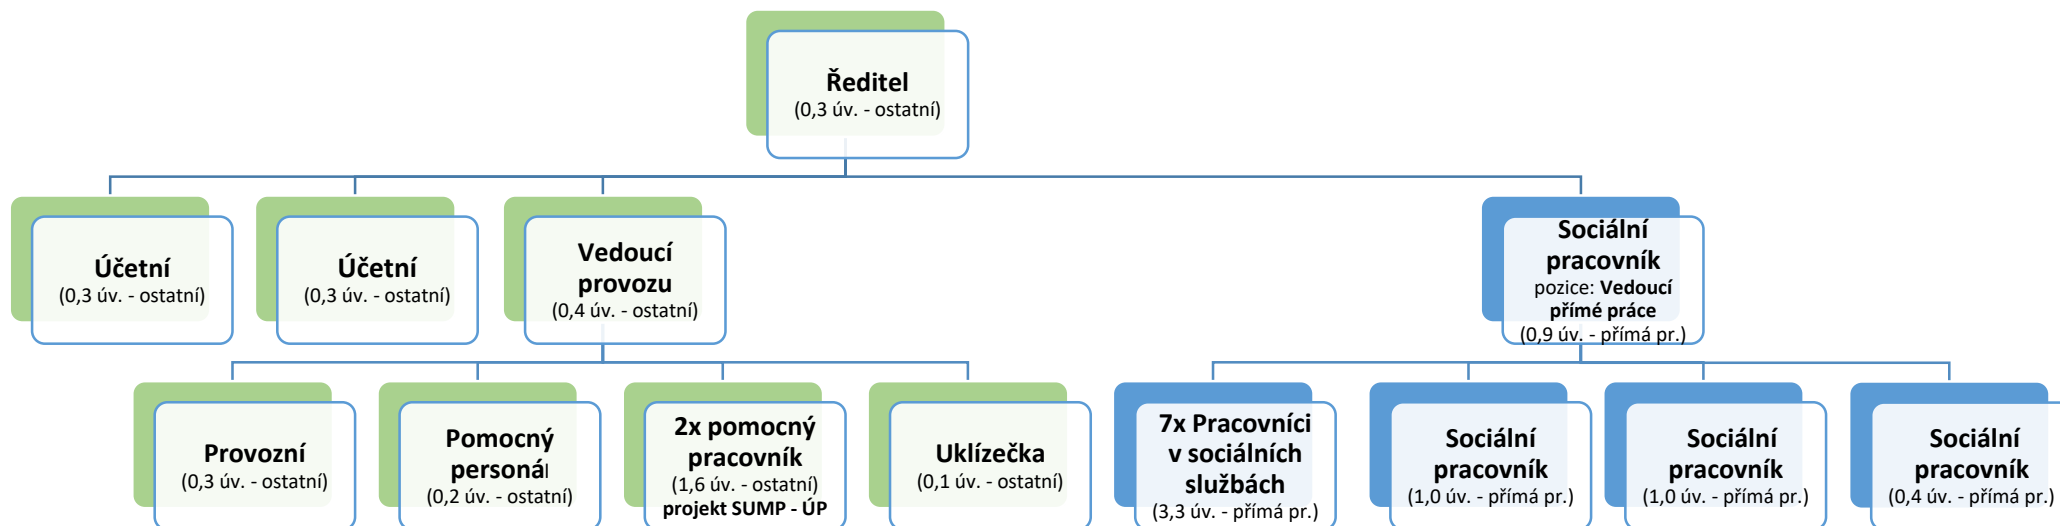 Ředitel
(0,3 úv. - ostatní)
Účetní
(0,3 úv. - ostatní)
Účetní
(0,3 úv. - ostatní)
Vedoucí
provozu
(0,4 úv. - ostatní)
Sociální
pracovník
pozice: Vedoucí
přímé práce
(0,9 úv. - přímá pr.)
Provozní
(0,3 úv. - ostatní)
Pomocný
personál
(0,2 úv. - ostatní)
2x pomocný
pracovník
(1,6 úv. - ostatní)
projekt SUMP - ÚP
Uklízečka
(0,1 úv. - ostatní)
7x Pracovníci
v sociálních
službách
(3,3 úv. - přímá pr.)
Sociální
pracovník
(1,0 úv. - přímá pr.)
Sociální
pracovník
(1,0 úv. - přímá pr.)
Sociální
pracovník
(0,4 úv. - přímá pr.)